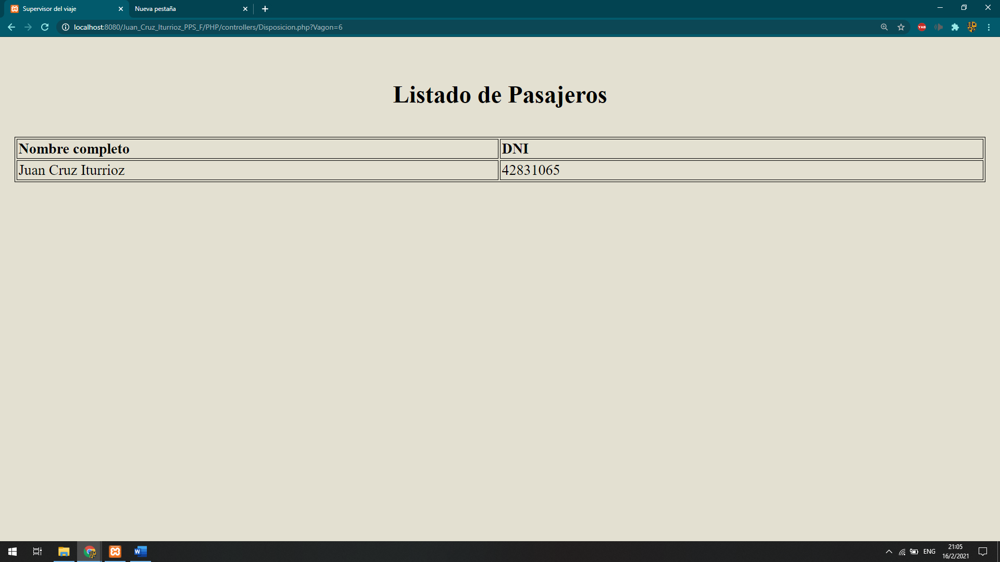 Supervisor del viaje
Nueva pestaña
localhost:8080/Juan_Cruz_Iturrioz_PPS_F/PHP/controllers/Disposicion.php?Vagon=6
YAB
Listado de Pasajeros
Nombre completo DNI
Juan Cruz Iturrioz 42831065
W
ENG
21:05
16/2/2021